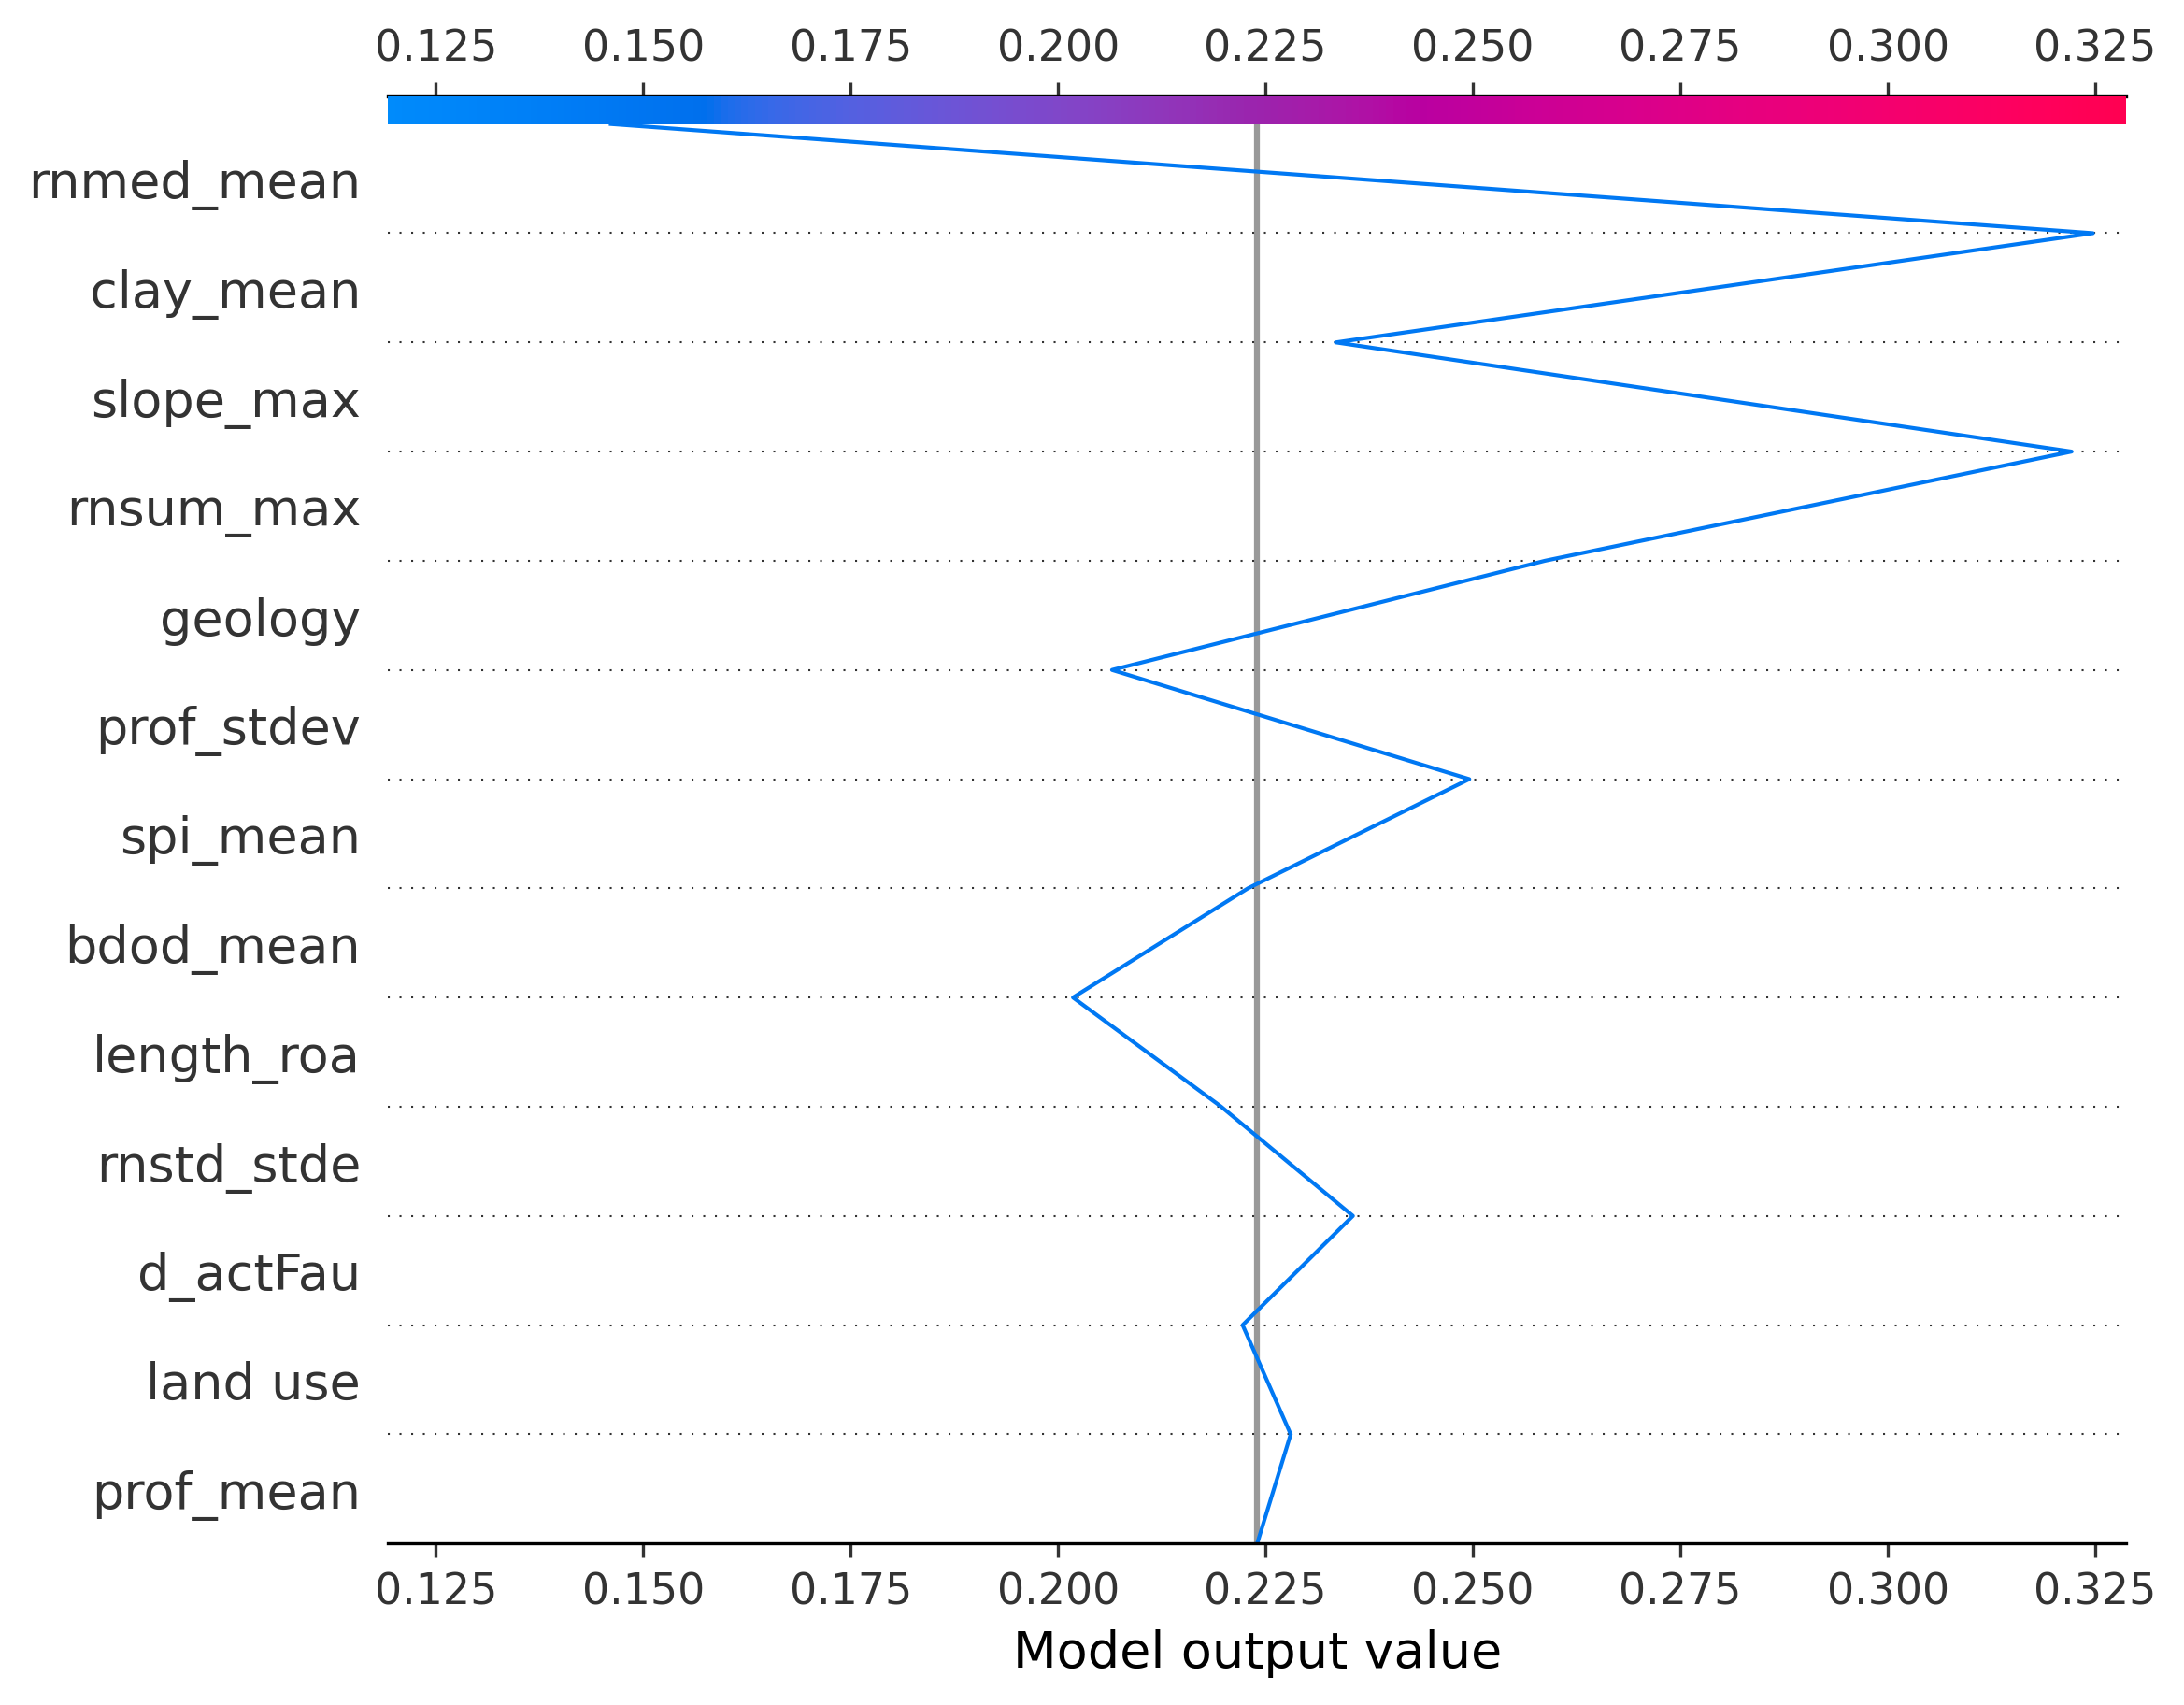 0.125 0.150 0.175 0.200 0.225 0.250 0.275 0.300 0.325
rnmed_mean
clay_mean
slope_max
rnsum_max
geology
prof_stdev
spi_mean
bdod_mean
length_roa
rnstd_stde
d_actFau
land use
prof_mean
0.125 0.150 0.175 0.200 0.225 0.250 0.275 0.300 0.325
Model output value